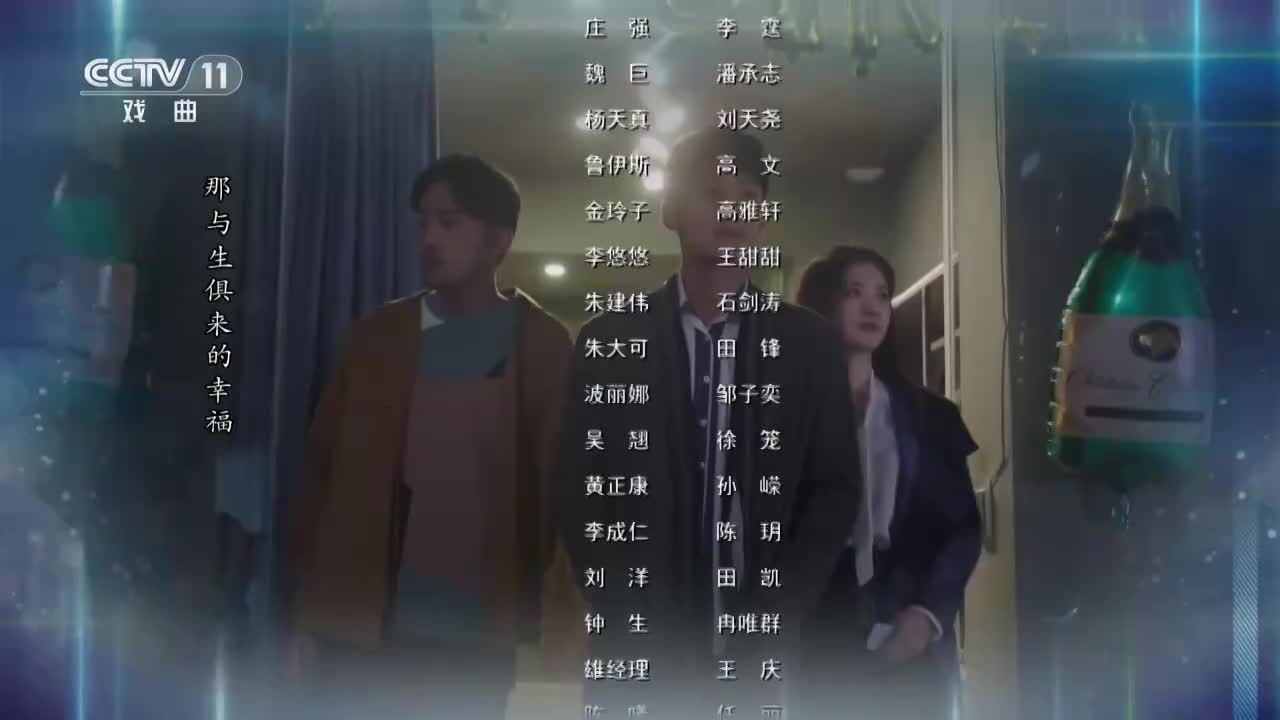 CCTV 11
戏曲
那与生俱来的幸福
庄 强 李 霆
魏 巨 潘承志
杨天真 刘天尧
鲁伊斯 高 文
金玲子 高雅轩
李悠悠 王甜甜
朱建伟 石剑涛
朱大可 田 锋
波丽娜 邹子奕
吴 翘 徐 笼
黄正康 孙 嵘
李成仁 陈 玥
刘 洋 田 凯
钟 生 冉唯群
雄经理 王 庆